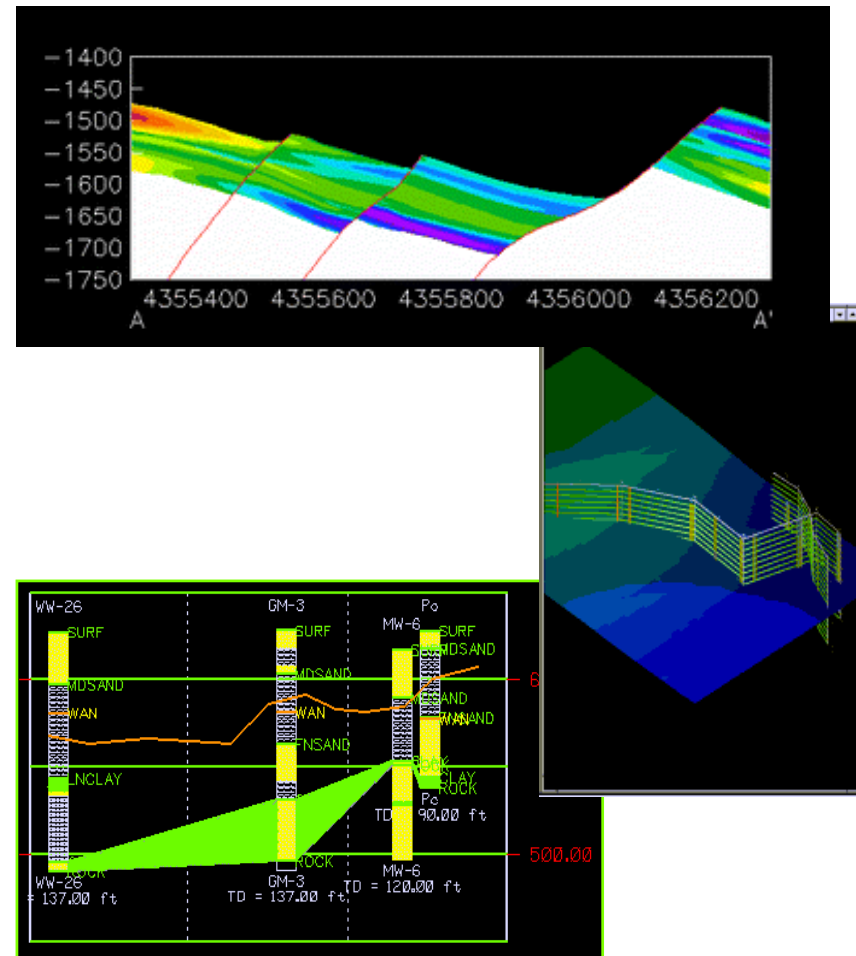 -1400
-1450
-1500
-1550
-1600
-1650
-1700
-1750
4355400 4355600 4355800 4356000 4356200
A A'
WW-26 GM-3 Po
MW-6
SURF SURF SURF
MDSAND
MDSAND MDSAND
WAN WAN
FNSAND
LNCLAY
ROCK
ROCK ROCK
Po
TD 90.00 ft
500.00
WW-26 GM-3 MW-6
= 137.00 ft TD = 137.00 ft TD = 120.00 ft